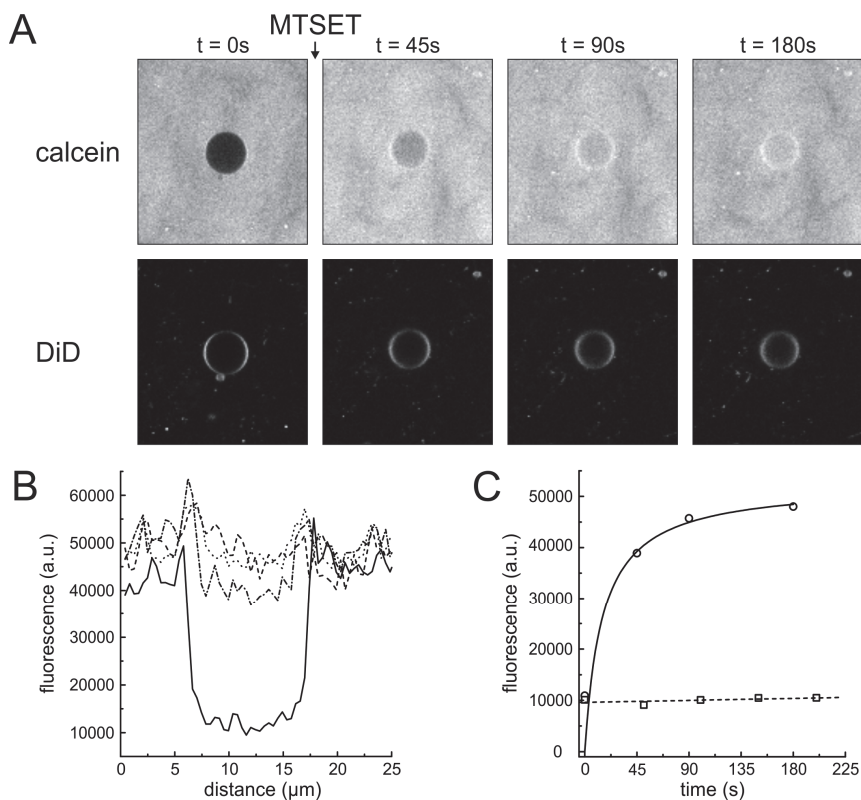 A
MTSET
t = 0s
t = 45s
t = 90s
t = 180s
calcein
DiD
B
60000
50000
40000
30000
20000
10000
fluorescence (a.u.)
0 5 10 15 20 25
distance (µm)
C
50000
40000
30000
20000
10000
0
fluorescence (a.u.)
0 45 90 135 180 225
time (s)